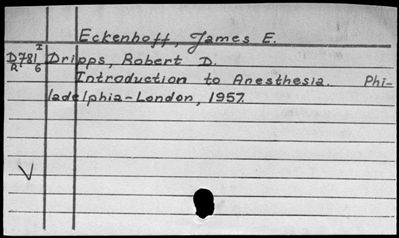 Eckenhoff, James E.
D781 I Dripps, Robert D.
R 6 Introduction to Anesthesia. Phi-
ladelphia-London, 1957.